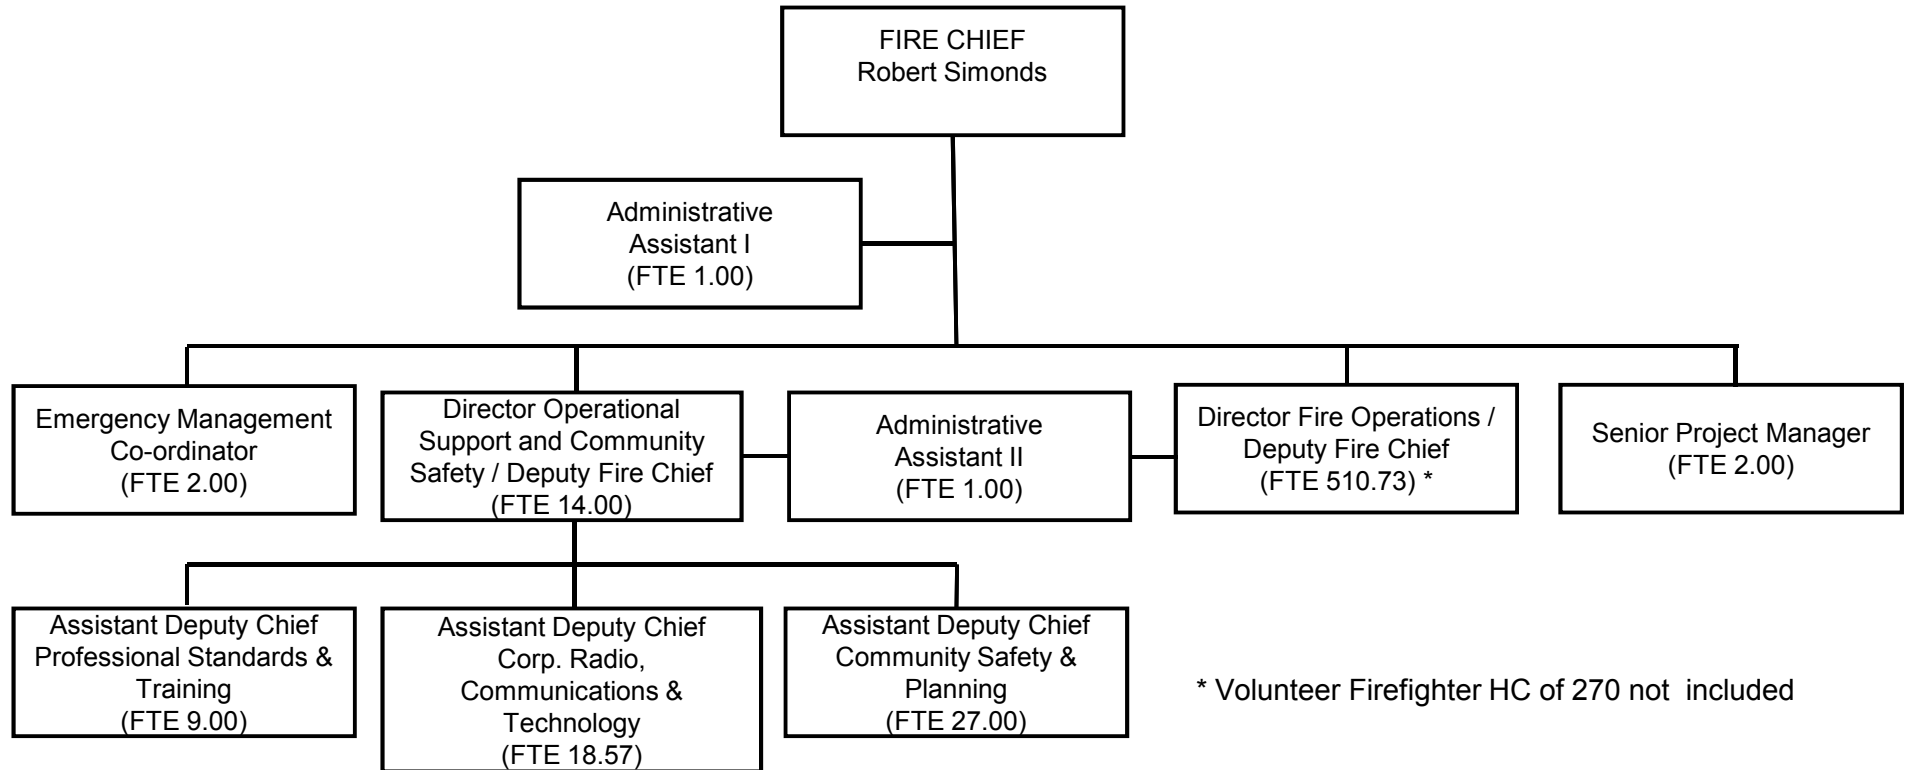 FIRE CHIEF
Robert Simonds
Administrative
Assistant I
(FTE 1.00)
Emergency Management
Co-ordinator
(FTE 2.00)
Director Operational
Support and Community
Safety / Deputy Fire Chief
(FTE 14.00)
Administrative
Assistant II
(FTE 1.00)
Director Fire Operations /
Deputy Fire Chief
(FTE 510.73) *
Senior Project Manager
(FTE 2.00)
Assistant Deputy Chief
Professional Standards &
Training
(FTE 9.00)
Assistant Deputy Chief
Corp. Radio,
Communications &
Technology
(FTE 18.57)
Assistant Deputy Chief
Community Safety &
Planning
(FTE 27.00)
* Volunteer Firefighter HC of 270 not included